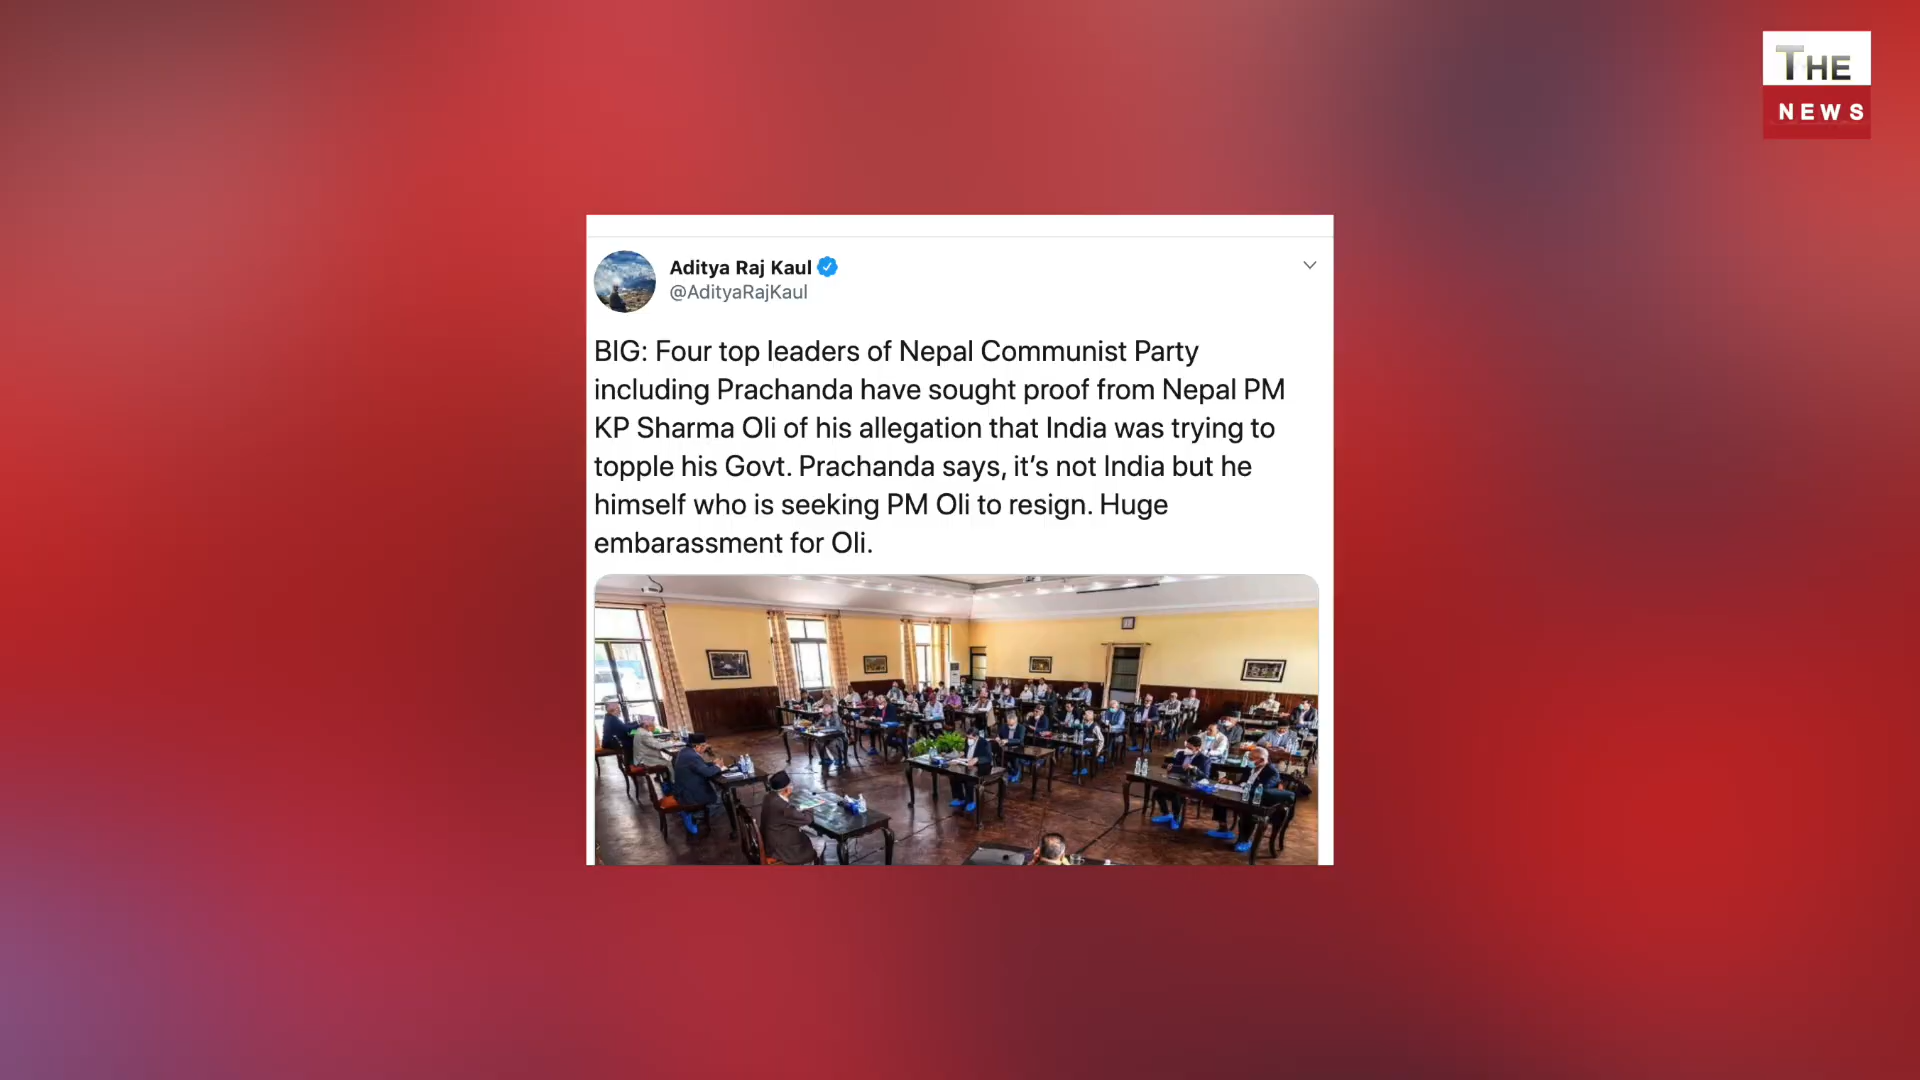 THE
NEWS
Aditya Raj Kaul
@AdityaRajKaul
BIG: Four top leaders of Nepal Communist Party
including Prachanda have sought proof from Nepal PM
KP Sharma Oli of his allegation that India was trying to
topple his Govt. Prachanda says, it’s not India but he
himself who is seeking PM Oli to resign. Huge
embarassment for Oli.